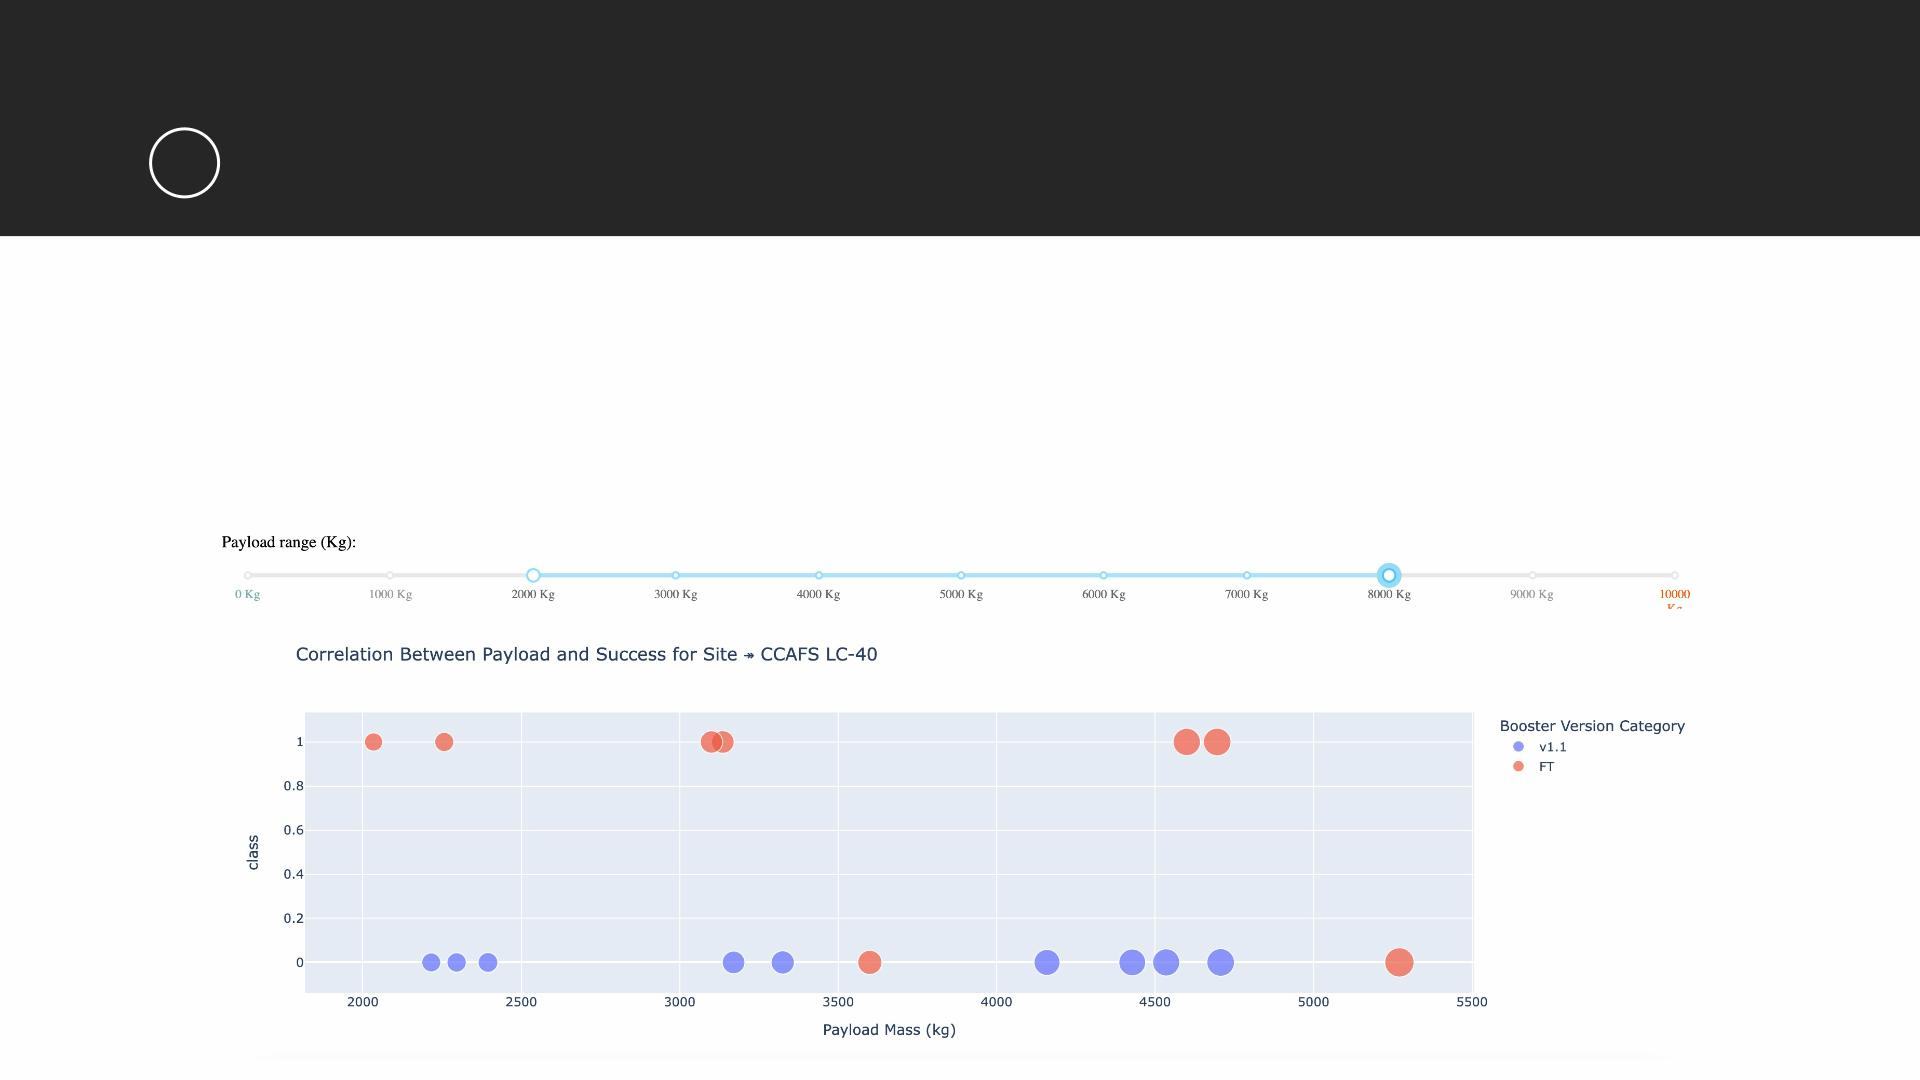 Payload range (Kg):
0 Kg 1000 Kg 2000 Kg 3000 Kg 4000 Kg 5000 Kg 6000 Kg 7000 Kg 8000 Kg 9000 Kg 10000
Kg
Correlation Between Payload and Success for Site ↠ CCAFS LC-40
Booster Version Category
v1.1
FT
1
0.8
0.6
0.4
0.2
0
class
2000 2500 3000 3500 4000 4500 5000 5500
Payload Mass (kg)